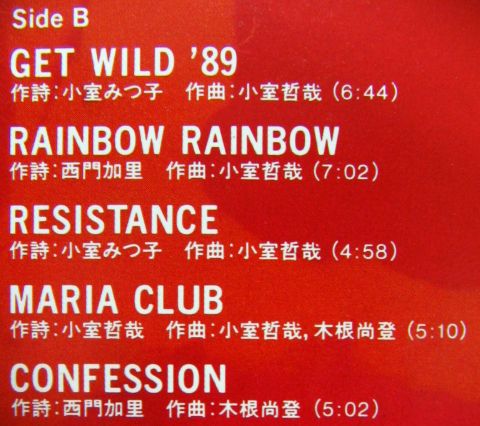 Side B
GET WILD ’89
作詩:小室みつ子　作曲:小室哲哉 (6:44)
RAINBOW RAINBOW
作詩:西門加里　作曲:小室哲哉 (7:02)
RESISTANCE
作詩:小室みつ子　作曲:小室哲哉 (4:58)
MARIA CLUB
作詩:小室哲哉　作曲:小室哲哉, 木根尚登 (5:10)
CONFESSION
作詩:西門加里　作曲:木根尚登 (5:02)